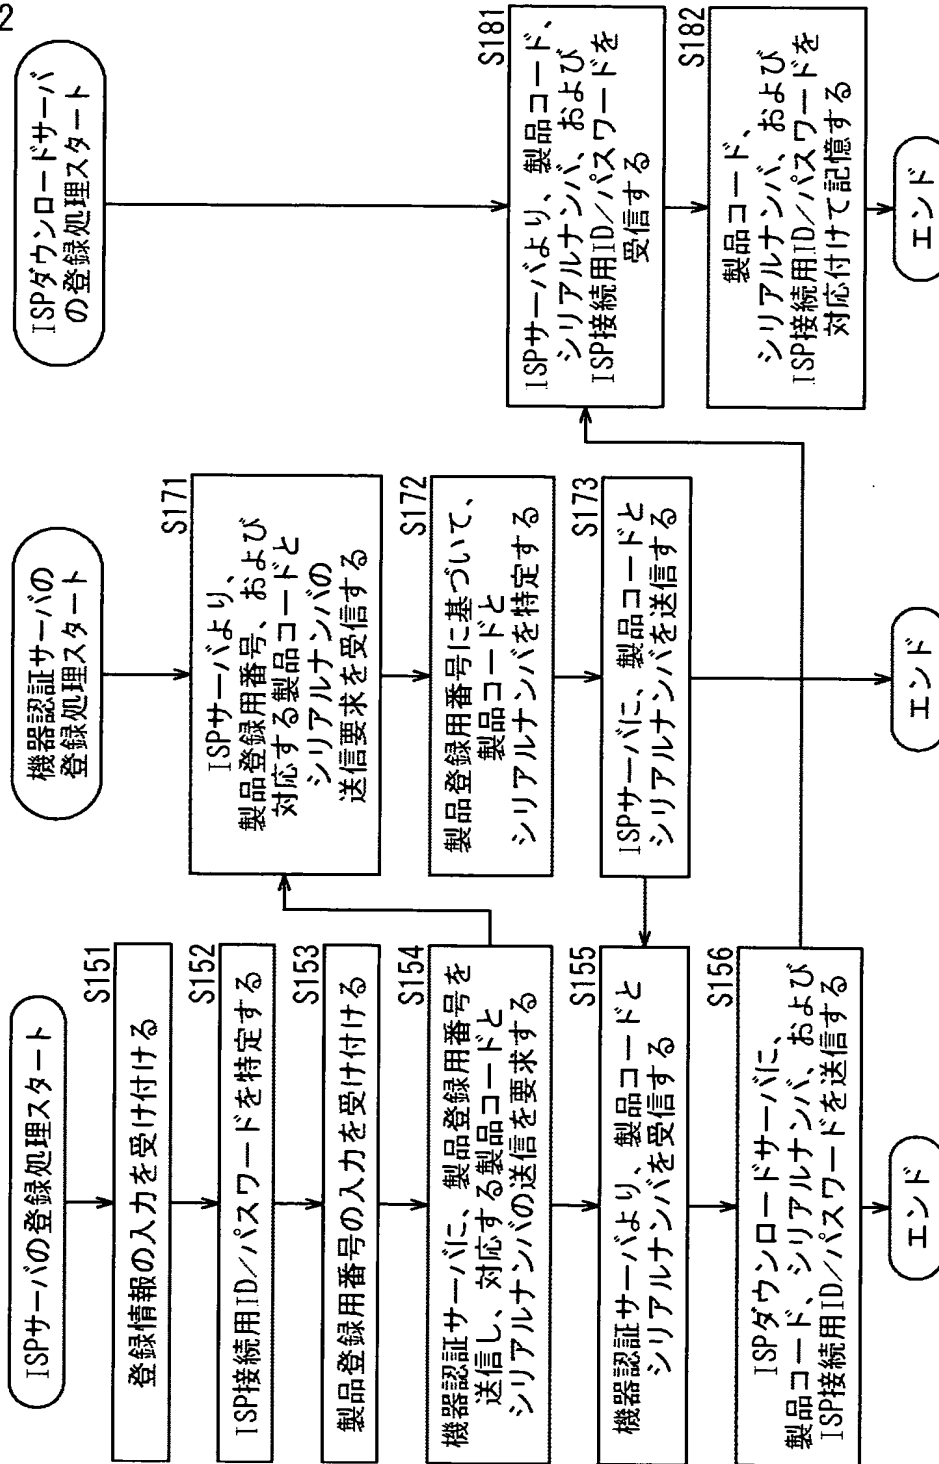 2
ISPサーバの登録処理スタート
S151
登録情報の入力を受け付ける
S152
ISP接続用ID/パスワードを特定する
S153
製品登録用番号の入力を受け付ける
S154
機器認証サーバに、製品登録用番号を
送信し、対応する製品コードと
シリアルナンバの送信を要求する
S155
機器認証サーバより、製品コードと
シリアルナンバを受信する
S156
ISPダウンロードサーバに、
製品コード、シリアルナンバ、および
ISP接続用ID/パスワードを送信する
エンド
機器認証サーバの
登録処理スタート
S171
ISPサーバより、
製品登録用番号、および
対応する製品コードと
シリアルナンバの
送信要求を受信する
S172
製品登録用番号に基づいて、
製品コードと
シリアルナンバを特定する
S173
ISPサーバに、製品コードと
シリアルナンバを送信する
エンド
ISPダウンロードサーバ
の登録処理スタート
S181
ISPサーバより、製品コード、
シリアルナンバ、および
ISP接続用ID/パスワードを
受信する
S182
製品コード、
シリアルナンバ、および
ISP接続用ID/パスワードを
対応付けて記憶する
エンド